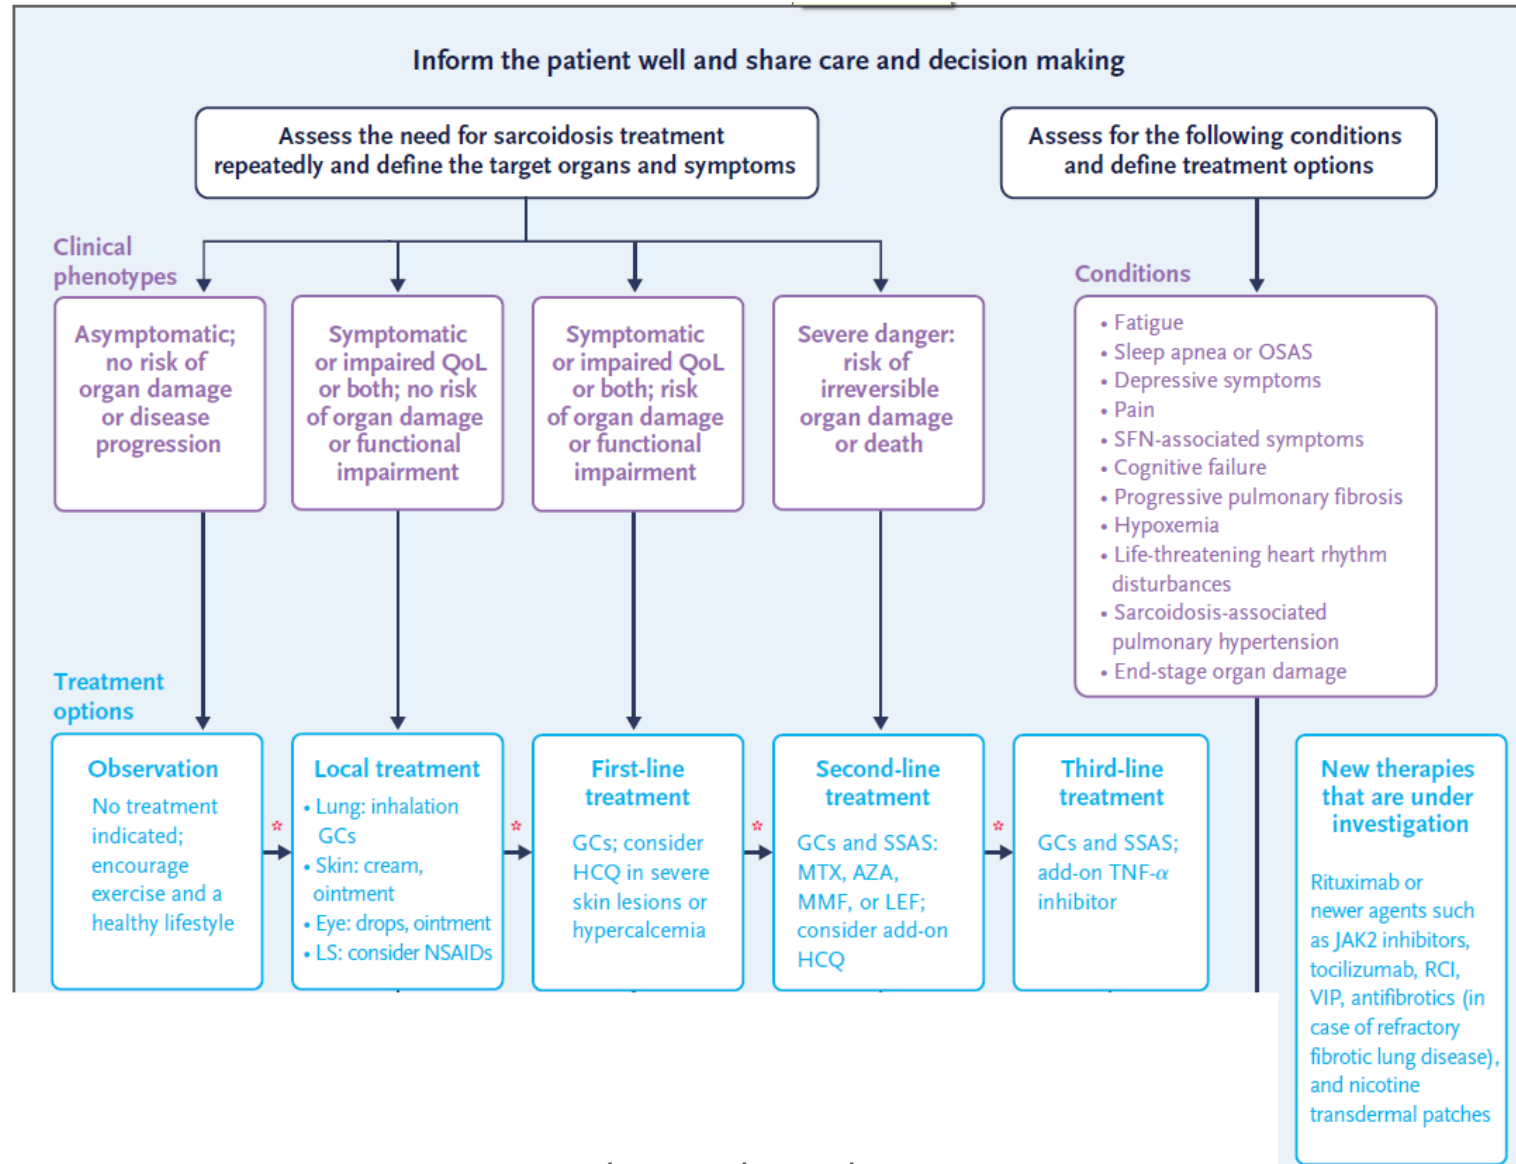 Inform the patient well and share care and decision making
Assess the need for sarcoidosis treatment
repeatedly and define the target organs and symptoms
Assess for the following conditions
and define treatment options
Clinical
phenotypes
Asymptomatic;
no risk of
organ damage
or disease
progression
Symptomatic
or impaired QoL
or both; no risk
of organ damage
or functional
impairment
Symptomatic
or impaired QoL
or both; risk
of organ damage
or functional
impairment
Severe danger:
risk of
irreversible
organ damage
or death
Conditions
• Fatigue
• Sleep apnea or OSAS
• Depressive symptoms
• Pain
• SFN-associated symptoms
• Cognitive failure
• Progressive pulmonary fibrosis
• Hypoxemia
• Life-threatening heart rhythm
disturbances
• Sarcoidosis-associated
pulmonary hypertension
• End-stage organ damage
Treatment
options
Observation
No treatment
indicated;
encourage
exercise and a
healthy lifestyle
*
Local treatment
• Lung: inhalation
GCs
• Skin: cream,
ointment
• Eye: drops, ointment
• LS: consider NSAIDs
*
First-line
treatment
GCs; consider
HCQ in severe
skin lesions or
hypercalcemia
*
Second-line
treatment
GCs and SSAS:
MTX, AZA,
MMF, or LEF;
consider add-on
HCQ
*
Third-line
treatment
GCs and SSAS;
add-on TNF-α
inhibitor
New therapies
that are under
investigation
Rituximab or
newer agents such
as JAK2 inhibitors,
tocilizumab, RCI,
VIP, antifibrotics (in
case of refractory
fibrotic lung disease),
and nicotine
transdermal patches